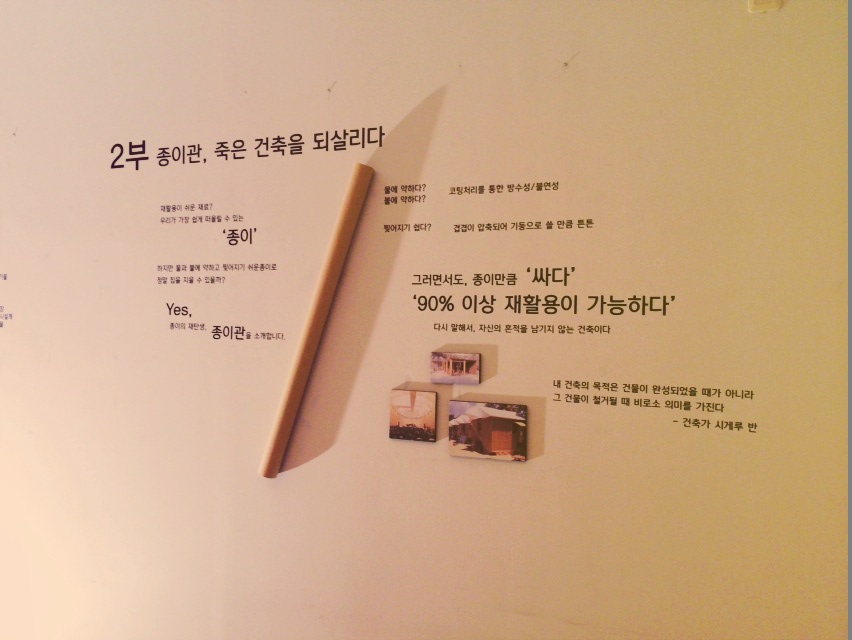 2부 종이관, 죽은 건축을 되살리다
재활용이 쉬운 재료?
우리가 가장 쉽게 떠올릴 수 있는
‘종이’
하지만 물과 불에 약하고 찢어지기 쉬운종이로
정말 집을 지을 수 있을까?
Yes,
종이의 재탄생, 종이관을 소개합니다.
물에 약하다?
불에 약하다?
코팅처리를 통한 방수성/불연성
찢어지기 쉽다?
겹겹이 압축되어 기둥으로 쓸 만큼 튼튼
그러면서도, 종이만큼 ‘싸다’
‘90% 이상 재활용이 가능하다’
다시 말해서, 자신의 흔적을 남기지 않는 건축이다
내 건축의 목적은 건물이 완성되었을 때가 아니라
그 건물이 철거될 때 비로소 의미를 가진다
- 건축가 시게루 반